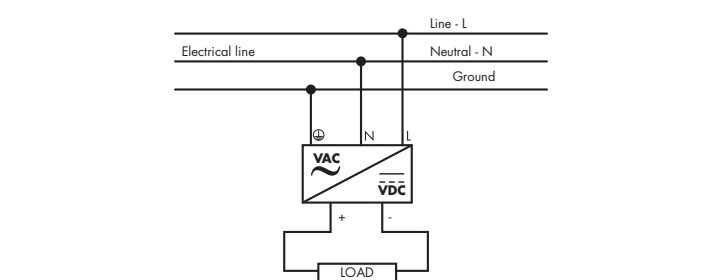 Line - L
Electrical line
Neutral - N
Ground
N
L
VAC
VDC
+
-
LOAD